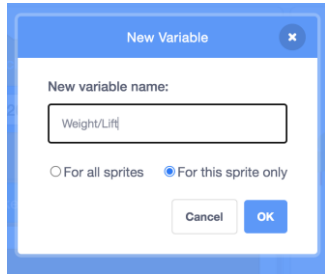 New Variable
New variable name:
Weight/Lift
For all sprites For this sprite only
Cancel OK